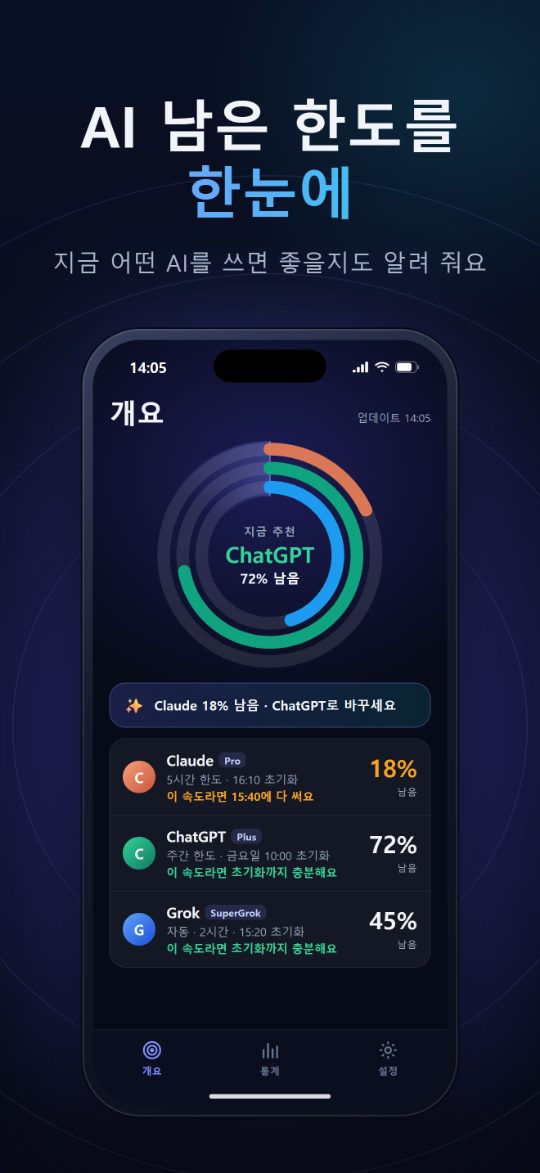 AI 남은 한도를
한눈에
지금 어떤 AI를 쓰면 좋을지도 알려 줘요
14:05
개요
업데이트 14:05
지금 추천
ChatGPT
72% 남음
✨ Claude 18% 남음 · ChatGPT로 바꾸세요
C
Claude Pro
5시간 한도 · 16:10 초기화
이 속도라면 15:40에 다 써요
18%
남음
C
ChatGPT Plus
주간 한도 · 금요일 10:00 초기화
이 속도라면 초기화까지 충분해요
72%
남음
G
Grok SuperGrok
자동 · 2시간 · 15:20 초기화
이 속도라면 초기화까지 충분해요
45%
남음
개요
통계
설정